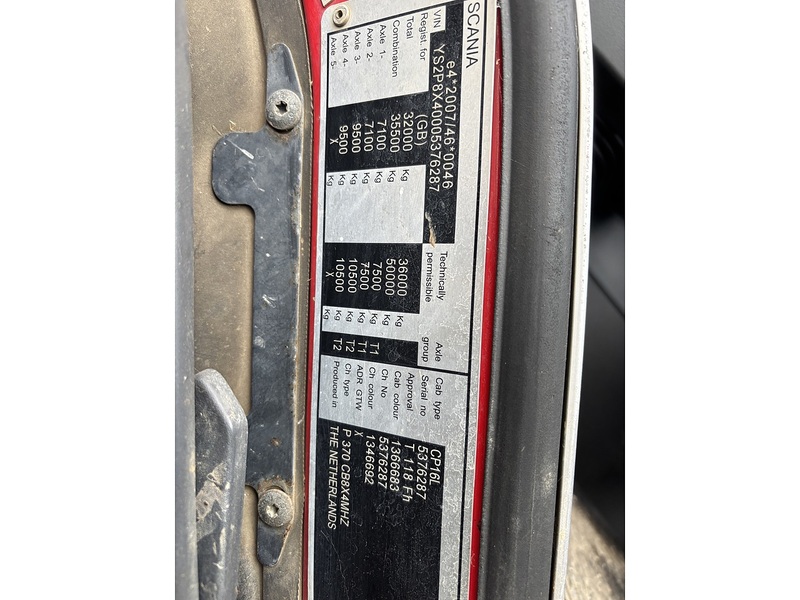 SCANIA
e4*2007/46*0046
VIN YS2P8X40005376287
Regist. for (GB) Technically permissible Axle group
Total 32000 Kg 36000 Kg
Combination 35500 Kg 50000 Kg
Axle 1- 7100 Kg 7500 Kg T1
Axle 2- 7100 Kg 7500 Kg T1
Axle 3- 9500 Kg 10500 Kg T2
Axle 4- 9500 Kg 10500 Kg T2
Axle 5- X Kg X Kg
Cab type CP16L
Serial no 5376287
Approval T 118 Fh
Cab colour 1366683
Ch No 5376287
Ch colour 1346692
ADR GTW X
Ch type P 370 CB8X4MHZ
Produced in THE NETHERLANDS